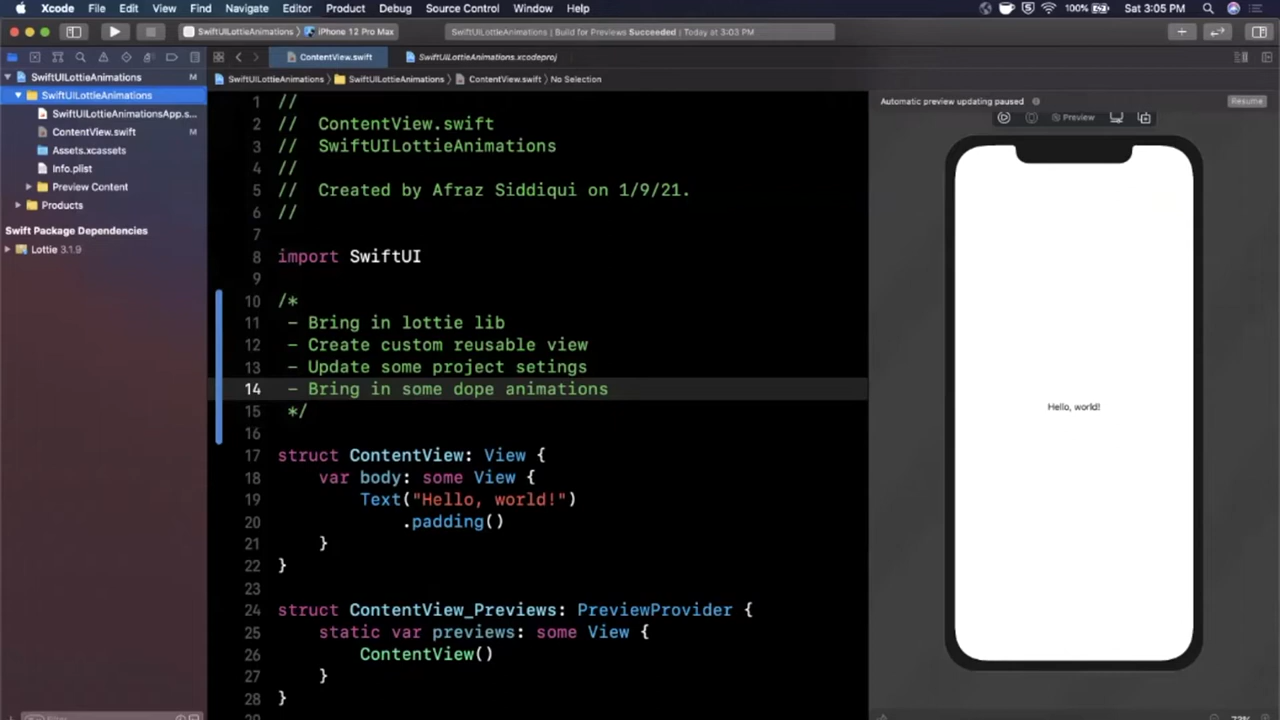 Xcode File Edit View Find Navigate Editor Product Debug Source Control Window Help 100% Sat 3:05 PM
SwiftUILottieAnimations 〉 iPhone 12 Pro Max SwiftUILottieAnimations | Build for Previews Succeeded | Today at 3:03 PM
ContentView.swift SwiftUILottieAnimations.xcodeproj
SwiftUILottieAnimations 〉 SwiftUILottieAnimations 〉 ContentView.swift 〉 No Selection
SwiftUILottieAnimations M
SwiftUILottieAnimations
SwiftUILottieAnimationsApp.s...
ContentView.swift M
Assets.xcassets
Info.plist
Preview Content
Products
Swift Package Dependencies
Lottie 3.1.9
1 //
2 // ContentView.swift
3 // SwiftUILottieAnimations
4 //
5 // Created by Afraz Siddiqui on 1/9/21.
6 //
7
8 import SwiftUI
9
10 /*
11 - Bring in lottie lib
12 - Create custom reusable view
13 - Update some project setings
14 - Bring in some dope animations
15 */
16
17 struct ContentView: View {
18 var body: some View {
19 Text("Hello, world!")
20 .padding()
21 }
22 }
23
24 struct ContentView_Previews: PreviewProvider {
25 static var previews: some View {
26 ContentView()
27 }
28 }
Automatic preview updating paused Resume
Preview
Hello, world!